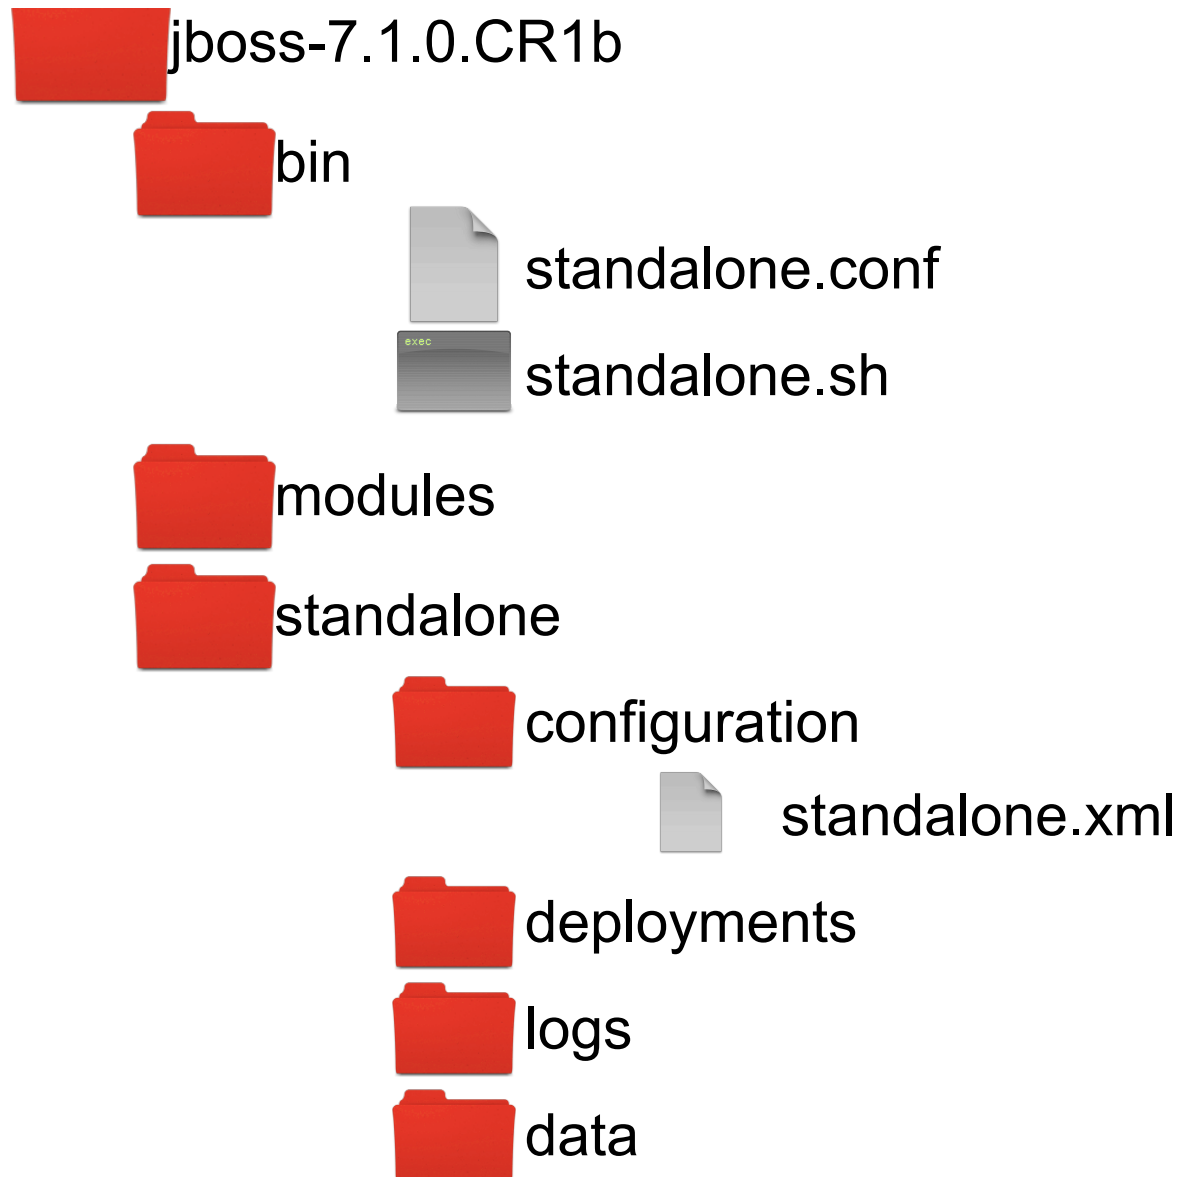 jboss-7.1.0.CR1b
bin
standalone.conf
exec
standalone.sh
modules
standalone
configuration
standalone.xml
deployments
logs
data